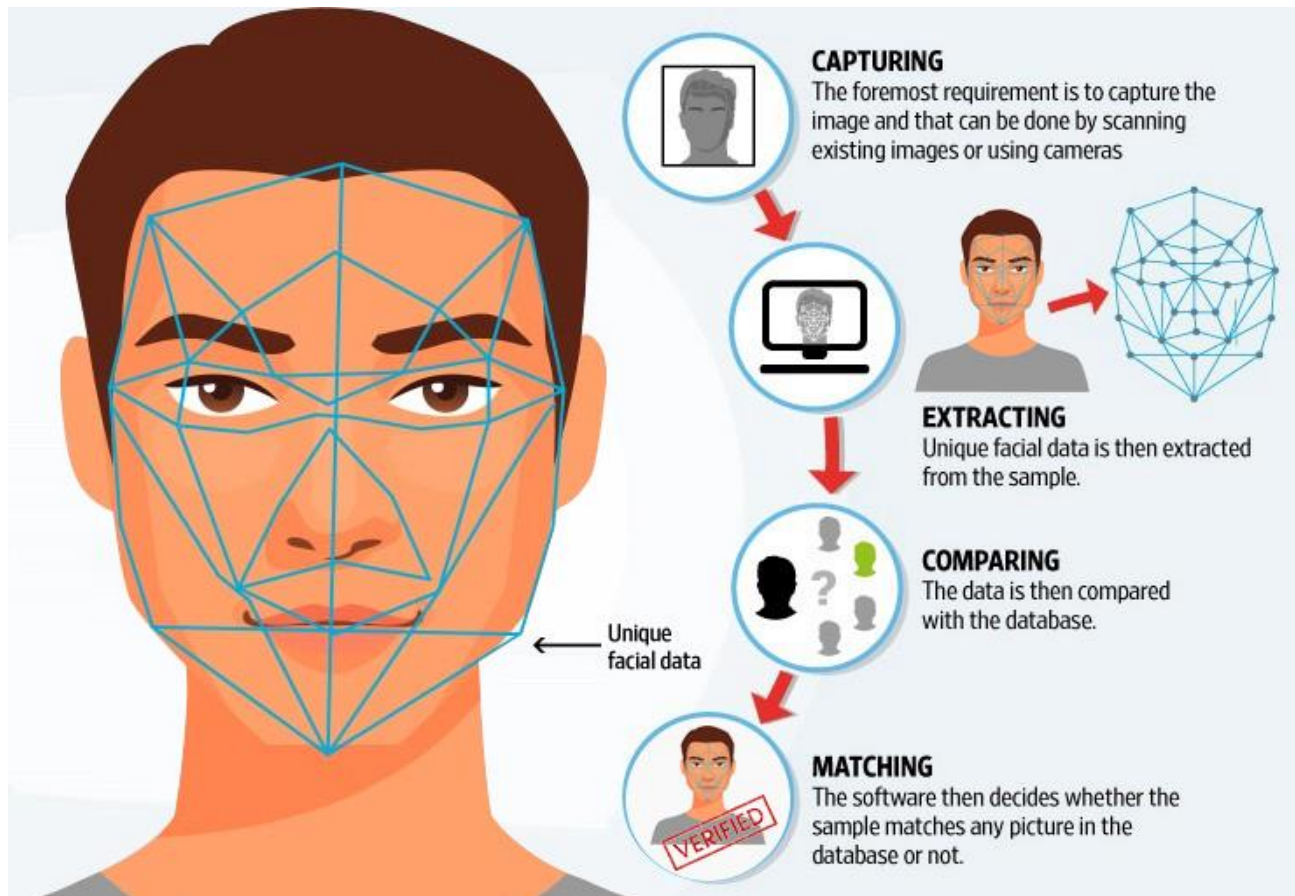 CAPTURING
The foremost requirement is to capture the
image and that can be done by scanning
existing images or using cameras
EXTRACTING
Unique facial data is then extracted
from the sample.
COMPARING
The data is then compared
with the database.
?
Unique
facial data
MATCHING
The software then decides whether the
sample matches any picture in the
database or not.
VERIFIED